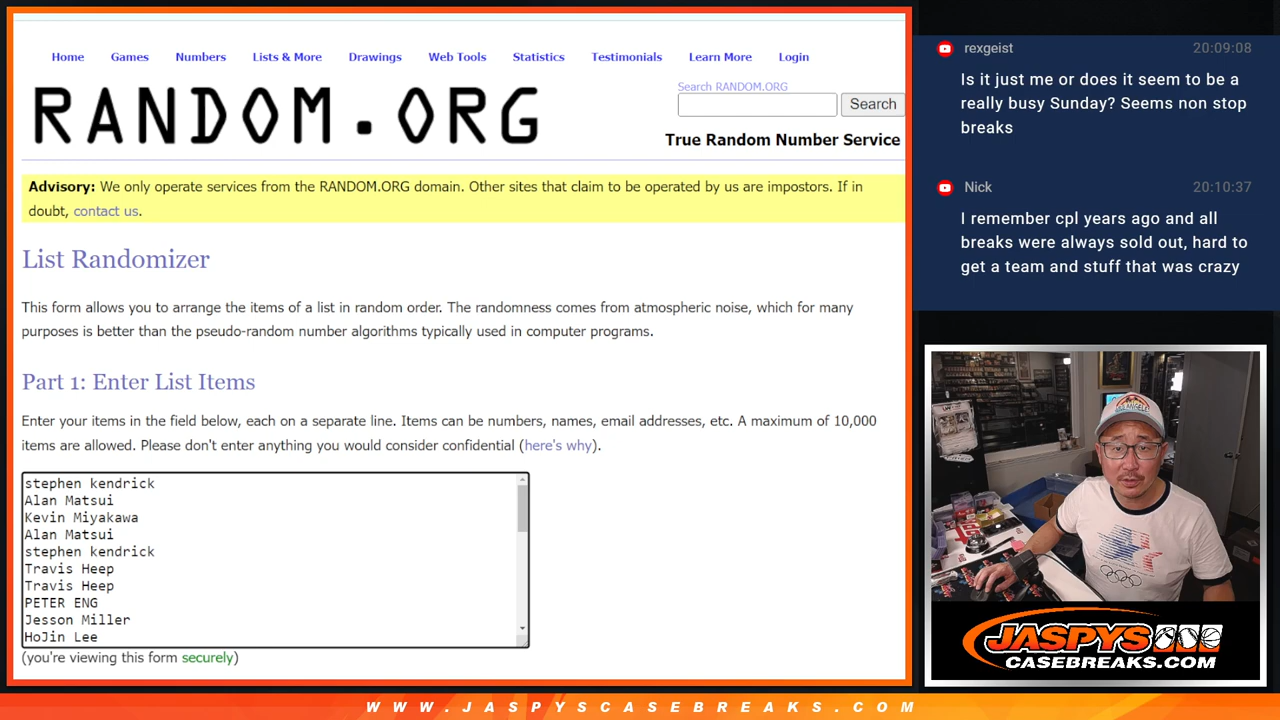 Home Games Numbers Lists & More Drawings Web Tools Statistics Testimonials Learn More Login
RANDOM.ORG
Search RANDOM.ORG
Search
True Random Number Service
Advisory: We only operate services from the RANDOM.ORG domain. Other sites that claim to be operated by us are impostors. If in
doubt, contact us.
List Randomizer
This form allows you to arrange the items of a list in random order. The randomness comes from atmospheric noise, which for many
purposes is better than the pseudo-random number algorithms typically used in computer programs.
Part 1: Enter List Items
Enter your items in the field below, each on a separate line. Items can be numbers, names, email addresses, etc. A maximum of 10,000
items are allowed. Please don't enter anything you would consider confidential (here's why).
stephen kendrick
Alan Matsui
Kevin Miyakawa
Alan Matsui
stephen kendrick
Travis Heep
Travis Heep
PETER ENG
Jesson Miller
HoJin Lee
(you're viewing this form securely)
rexgeist 20:09:08
Is it just me or does it seem to be a
really busy Sunday? Seems non stop
breaks
Nick 20:10:37
I remember cpl years ago and all
breaks were always sold out, hard to
get a team and stuff that was crazy
JASPYS
CASEBREAKS.COM
WWW.JASPYSCASEBREAKS.COM